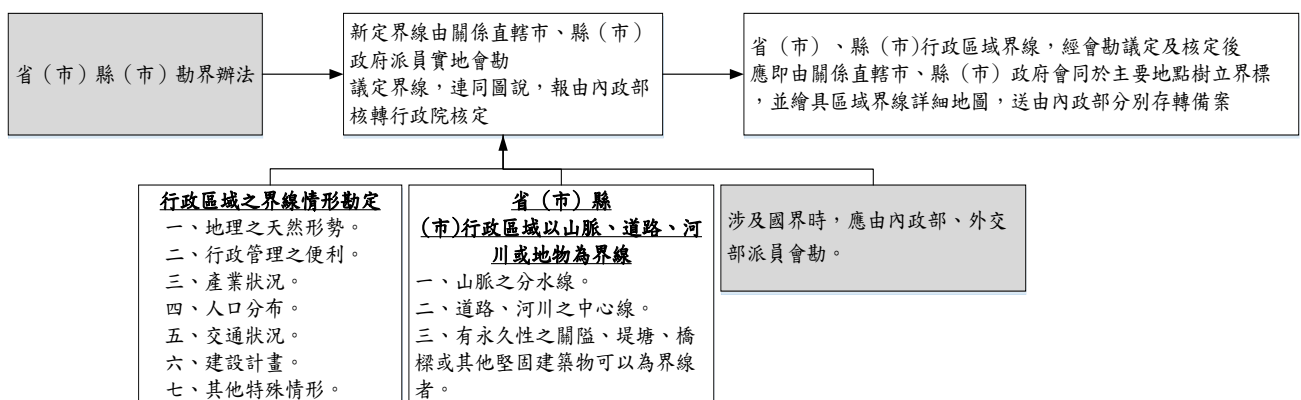 省（市）縣（市）勘界辦法
新定界線由關係直轄市、縣（市）
政府派員實地會勘
議定界線，連同圖說，報由內政部
核轉行政院核定
省（市）、縣（市)行政區域界線，經會勘議定及核定後
應即由關係直轄市、縣（市）政府會同於主要地點樹立界標
，並繪具區域界線詳細地圖，送由內政部分別存轉備案
行政區域之界線情形勘定
一、地理之天然形勢。
二、行政管理之便利。
三、產業狀況。
四、人口分布。
五、交通狀況。
六、建設計畫。
七、其他特殊情形。
省（市）縣
(市)行政區域以山脈、道路、河
川或地物為界線
一、山脈之分水線。
二、道路、河川之中心線。
三、有永久性之關隘、堤塘、橋
樑或其他堅固建築物可以為界線
者。
涉及國界時，應由內政部、外交
部派員會勘。